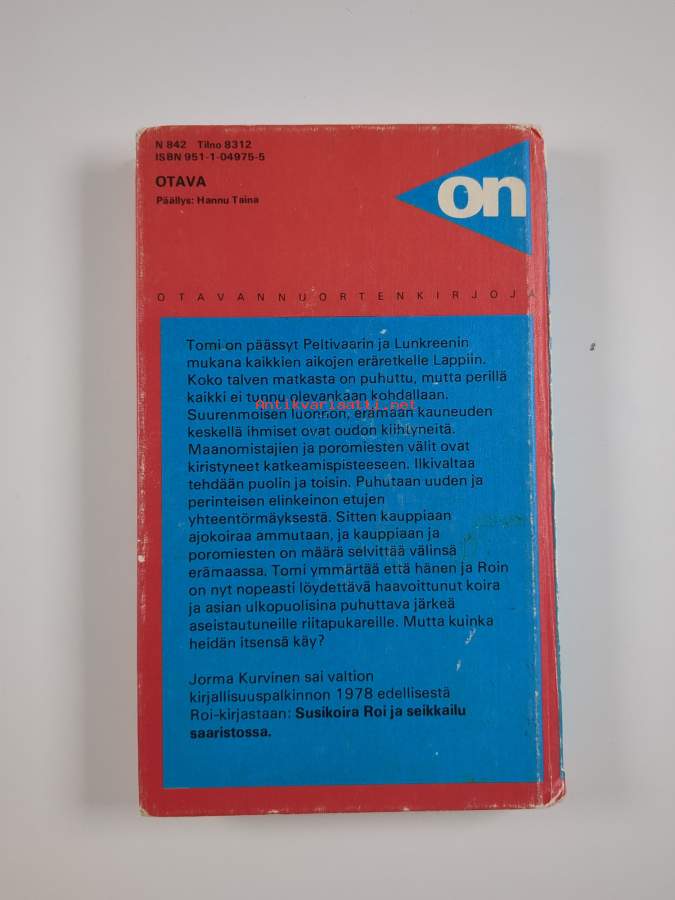 N 842 Tilno 8312
ISBN 951-1-04975-5
OTAVA
Päällys: Hannu Taina
on
OTAVANNUORTENKIRJOJA
Tomi on päässyt Peltivaarin ja Lunkreenin
mukana kaikkien aikojen eräretkelle Lappiin.
Koko talven matkasta on puhuttu, mutta perillä
kaikki ei tunnu olevankaan kohdallaan.
Antikvariaatti.net
Suurenmoisen luonnon, erämaan kauneuden
keskellä ihmiset ovat oudon kiihtyneitä.
Maanomistajien ja poromiesten välit ovat
kiristyneet katkeamispisteeseen. Ilkivaltaa
tehdään puolin ja toisin. Puhutaan uuden ja
perinteisen elinkeinon etujen
yhteentörmäyksestä. Sitten kauppiaan
ajokoiraa ammutaan, ja kauppiaan ja
poromiesten on määrä selvittää välinsä
erämaassa. Tomi ymmärtää että hänen ja Roin
on nyt nopeasti löydettävä haavoittunut koira
ja asian ulkopuolisina puhuttava järkeä
aseistautuneille riitapukareille. Mutta kuinka
heidän itsensä käy?
Jorma Kurvinen sai valtion
kirjallisuuspalkinnon 1978 edellisestä
Roi-kirjastaan: Susikoira Roi ja seikkailu
saaristossa.